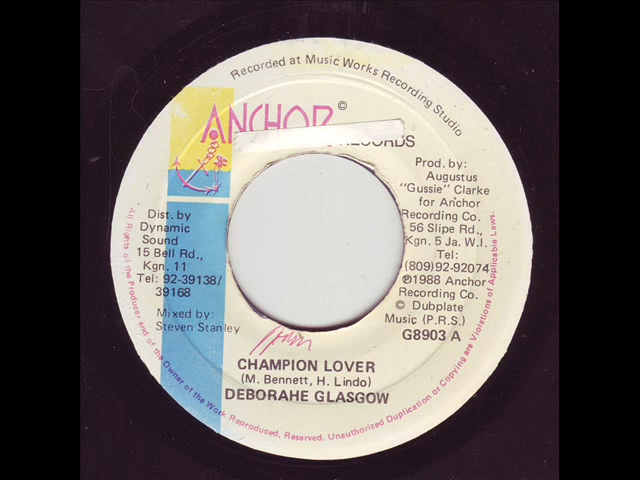 Recorded at Music Works Recording Studio
ANCHOR ©
RECORDS
Prod. by:
Augustus
"Gussie" Clarke
for Anchor
Recording Co.
56 Slipe Rd.,
Kgn. 5 Ja. W.I.
Tel:
(809)92-92074
℗1988 Anchor
Recording Co.
© Dubplate
Music (P.R.S.)
G8903 A
Dist. by
Dynamic
Sound
15 Bell Rd.,
Kgn. 11
Tel: 92-39138/
39168
Mixed by:
Steven Stanley
CHAMPION LOVER
(M. Bennett, H. Lindo)
DEBORAHE GLASGOW
All Rights of the Producer and of the Owner of the Work Reproduced, Reserved. Unauthorized Duplication or Copying are Violations of Applicable Laws.